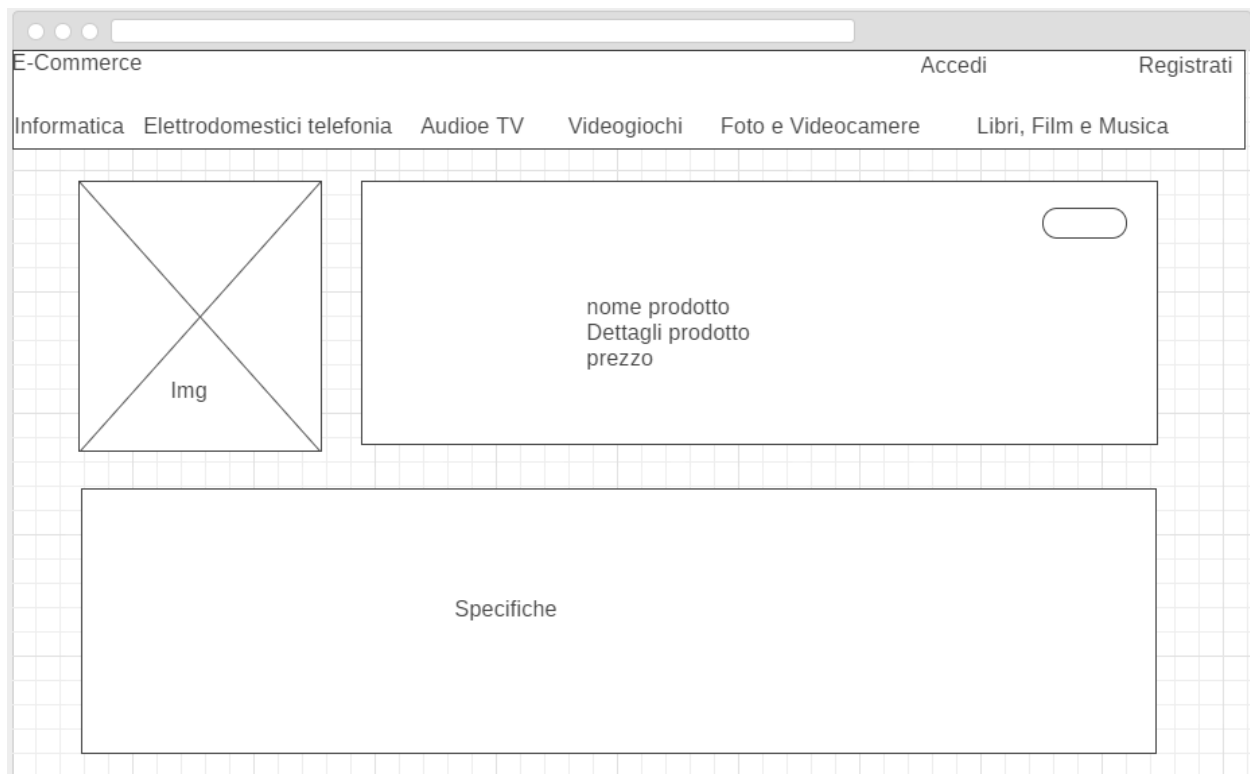 E-Commerce
Accedi
Registrati
Informatica
Elettrodomestici telefonia
Audioe TV
Videogiochi
Foto e Videocamere
Libri, Film e Musica
Img
nome prodotto
Dettagli prodotto
prezzo
Specifiche